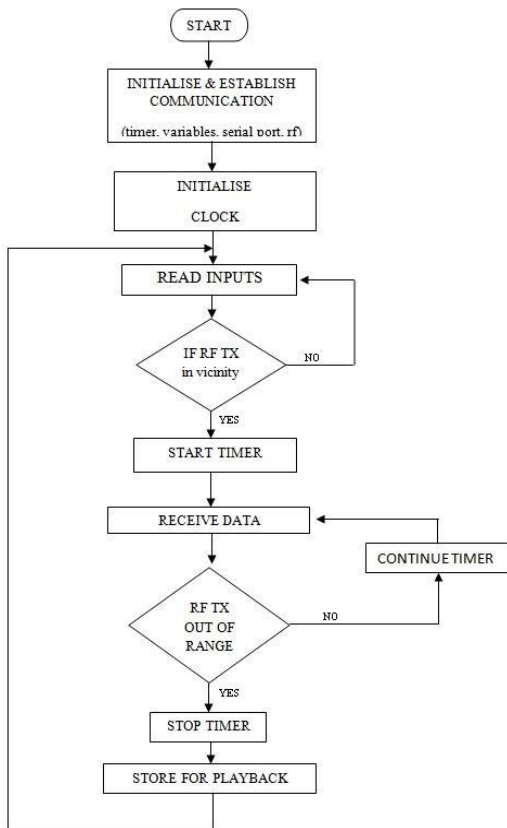 START
INITIALISE & ESTABLISH
COMMUNICATION
(timer, variables, serial port, rf)
INITIALISE
CLOCK
READ INPUTS
IF RF TX
in vicinity
NO
YES
START TIMER
RECEIVE DATA
CONTINUE TIMER
RF TX
OUT OF
RANGE
NO
YES
STOP TIMER
STORE FOR PLAYBACK